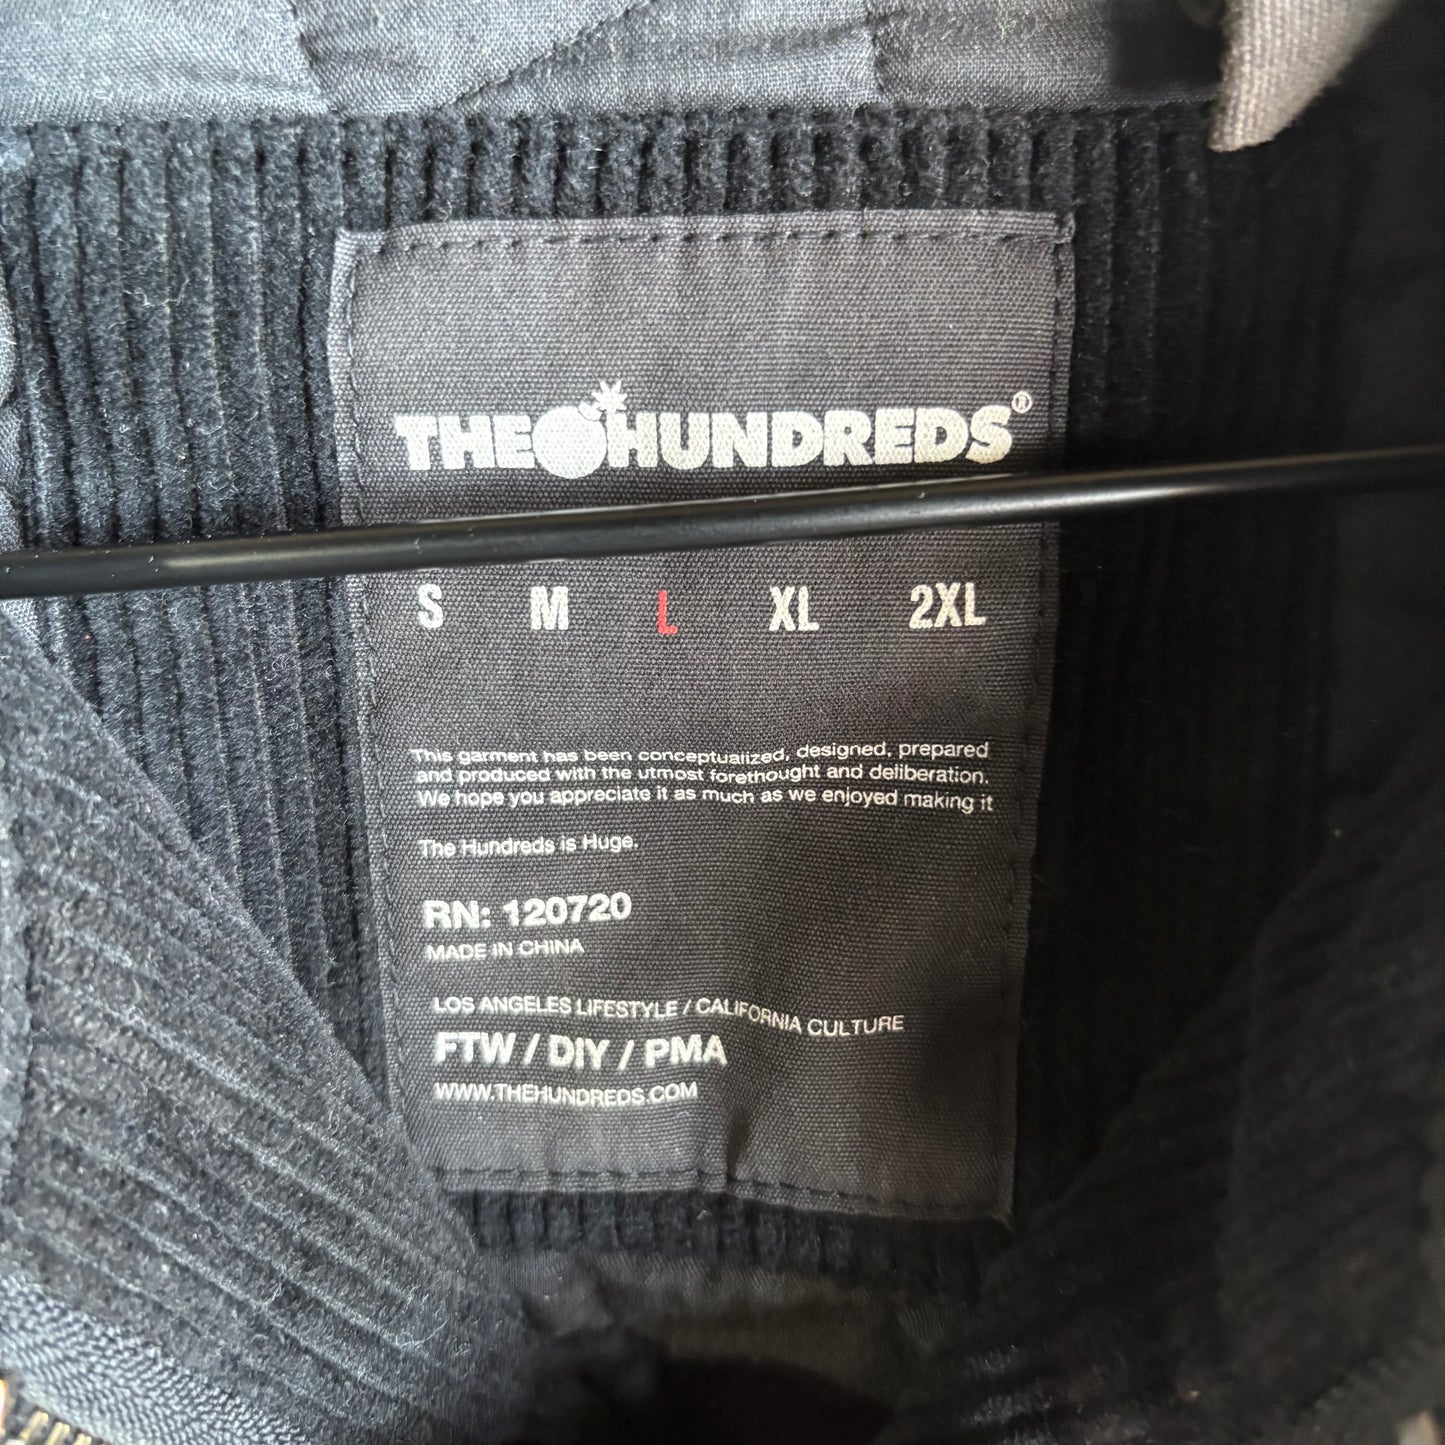 THE HUNDREDS®
S M L XL 2XL
This garment has been conceptualized, designed, prepared
and produced with the utmost forethought and deliberation.
We hope you appreciate it as much as we enjoyed making it
The Hundreds is Huge.
RN: 120720
MADE IN CHINA
LOS ANGELES LIFESTYLE / CALIFORNIA CULTURE
FTW / DIY / PMA
WWW.THEHUNDREDS.COM